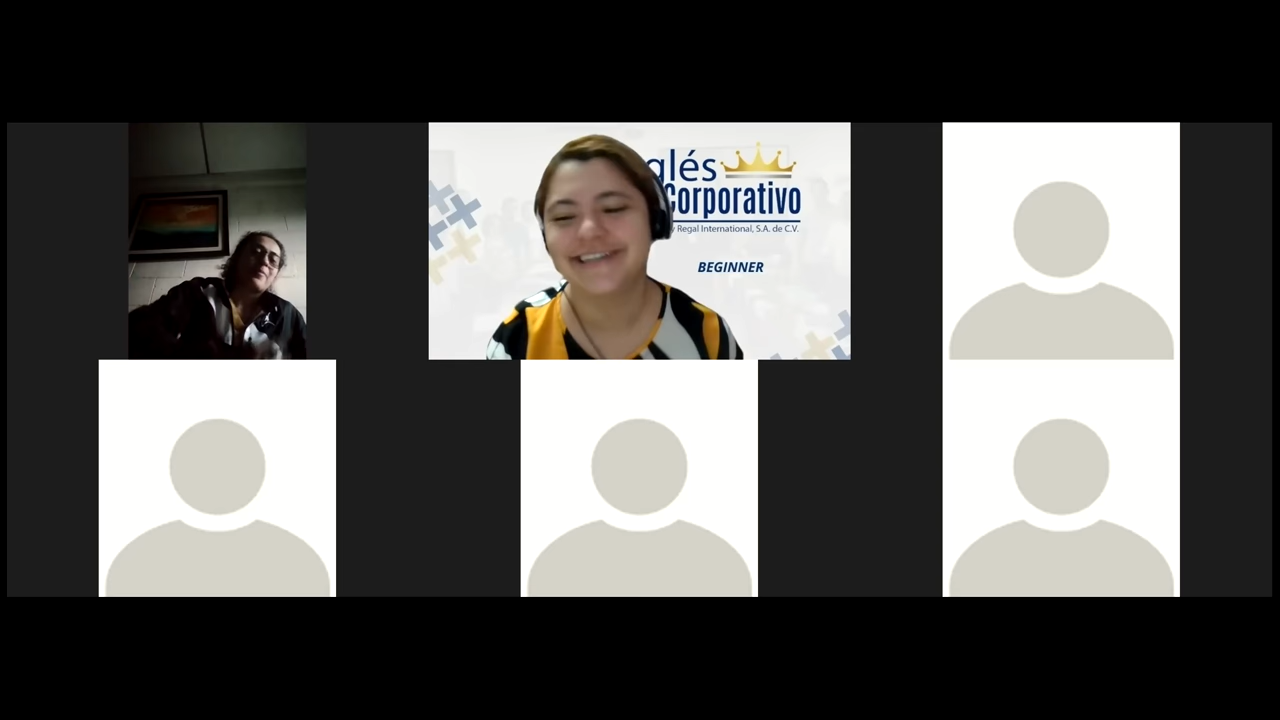 glés
Corporativo
y Regal International, S.A. de C.V.
BEGINNER